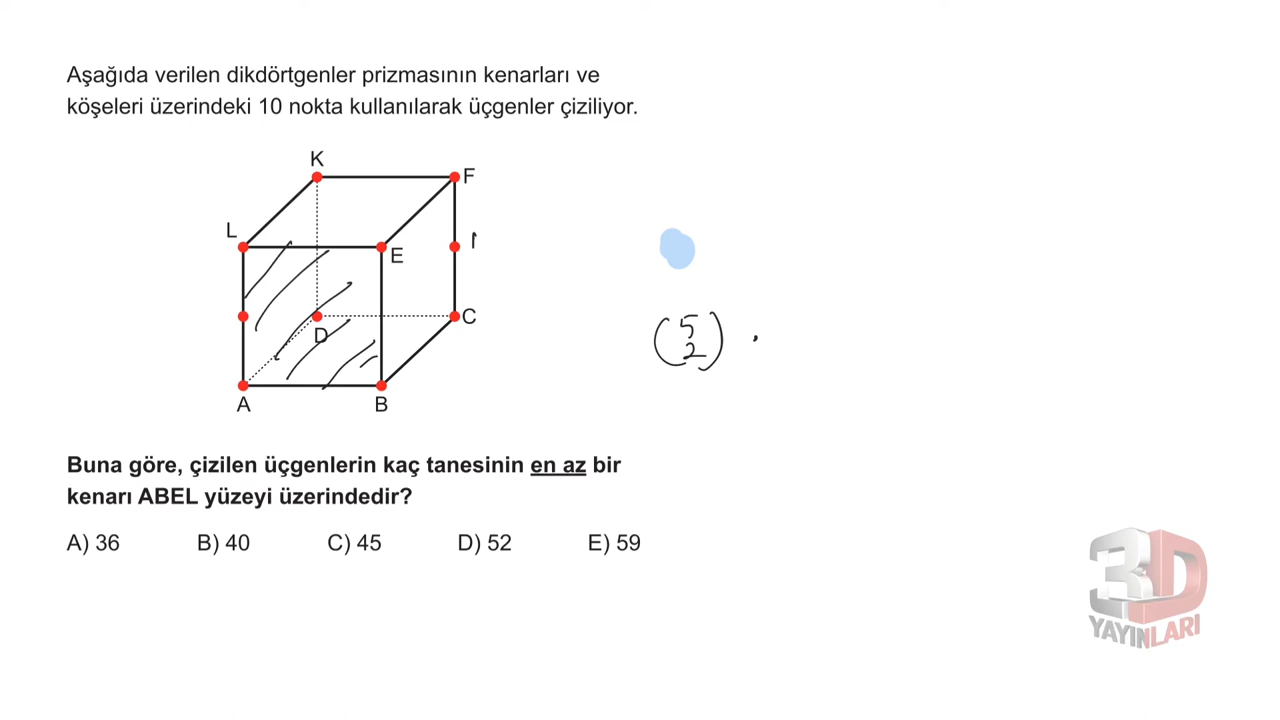 Aşağıda verilen dikdörtgenler prizmasının kenarları ve
köşeleri üzerindeki 10 nokta kullanılarak üçgenler çiziliyor.
K
F
L
E
D
C
A
B
(5
2) .
Buna göre, çizilen üçgenlerin kaç tanesinin en az bir
kenarı ABEL yüzeyi üzerindedir?
A) 36 B) 40 C) 45 D) 52 E) 59
3D
YAYINLARI